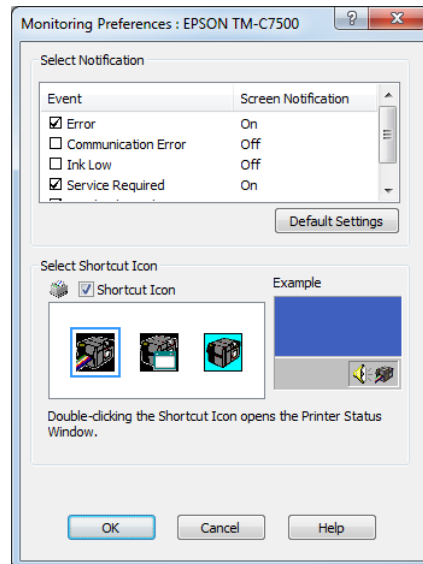 Monitoring Preferences : EPSON TM-C7500
Select Notification
Event Screen Notification
Error On
Communication Error Off
Ink Low Off
Service Required On
Default Settings
Select Shortcut Icon
Shortcut Icon
Example
Double-clicking the Shortcut Icon opens the Printer Status
Window.
OK Cancel Help